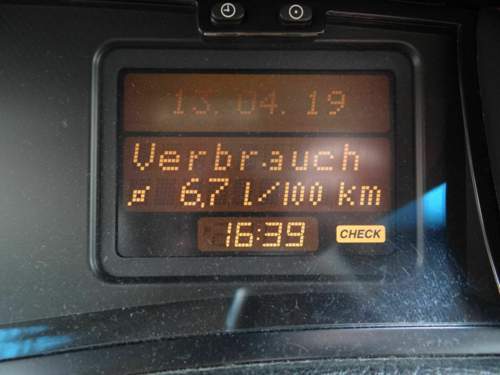 13.04.19
Verbrauch
⌀ 6,7 l/100 km
16:39 CHECK